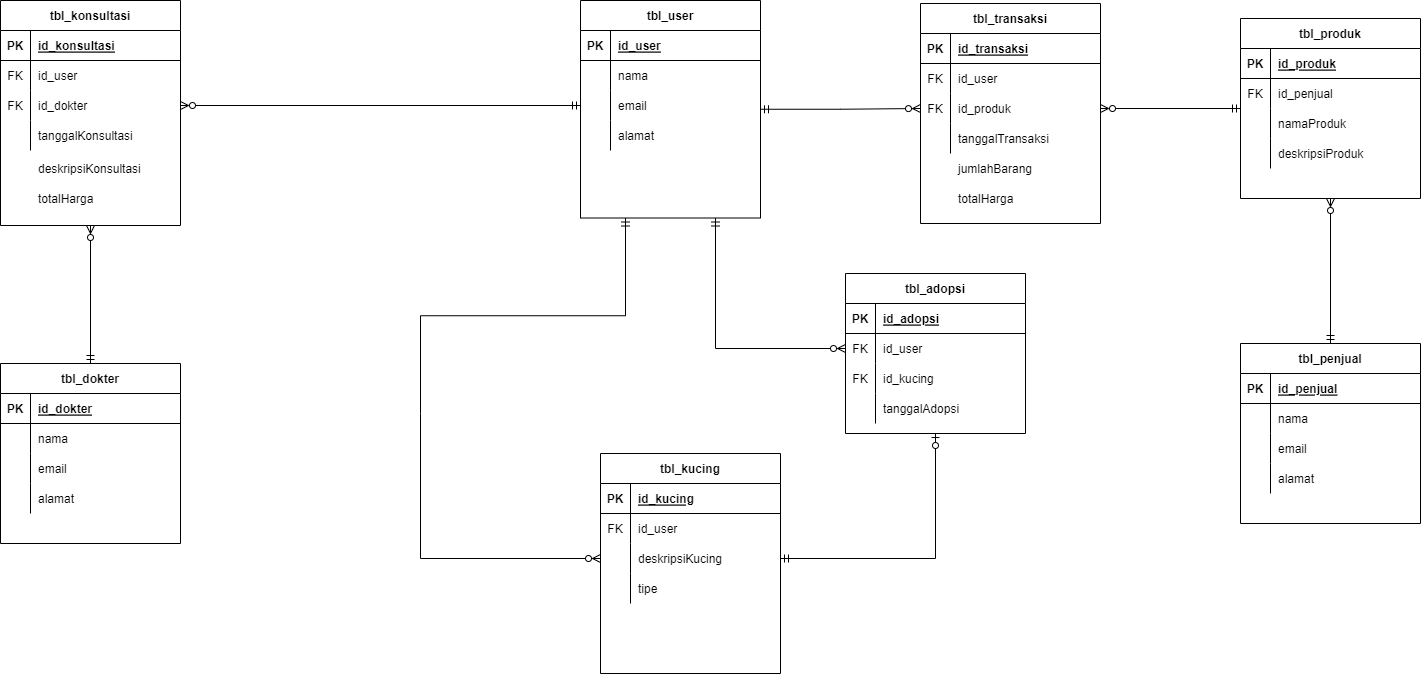 tbl_konsultasi
PK id_konsultasi
FK id_user
FK id_dokter
tanggalKonsultasi
deskripsiKonsultasi
totalHarga
tbl_user
PK id_user
nama
email
alamat
tbl_transaksi
PK id_transaksi
FK id_user
FK id_produk
tanggalTransaksi
jumlahBarang
totalHarga
tbl_produk
PK id_produk
FK id_penjual
namaProduk
deskripsiProduk
tbl_dokter
PK id_dokter
nama
email
alamat
tbl_adopsi
PK id_adopsi
FK id_user
FK id_kucing
tanggalAdopsi
tbl_penjual
PK id_penjual
nama
email
alamat
tbl_kucing
PK id_kucing
FK id_user
deskripsiKucing
tipe